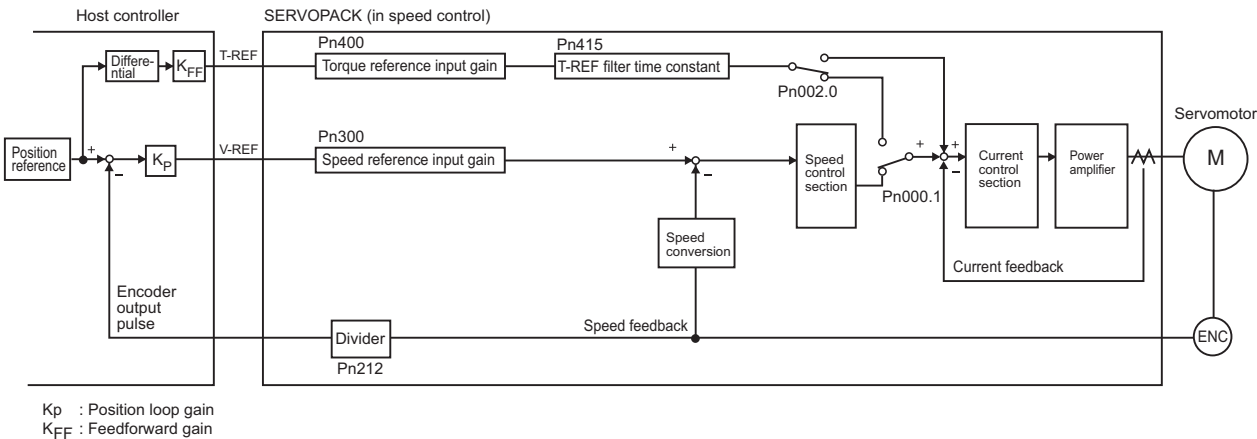 Host controller
SERVOPACK (in speed control)
Differe-
ntial
KFF
T-REF
Pn400
Torque reference input gain
Pn415
T-REF filter time constant
Pn002.0
Servomotor
Position
reference
+
−
KP
V-REF
Pn300
Speed reference input gain
+
−
Speed
control
section
Pn000.1
+
+
−
Current
control
section
Power
amplifier
M
Speed
conversion
Current feedback
Encoder
output
pulse
Divider
Pn212
Speed feedback
ENC
Kp : Position loop gain
KFF : Feedforward gain